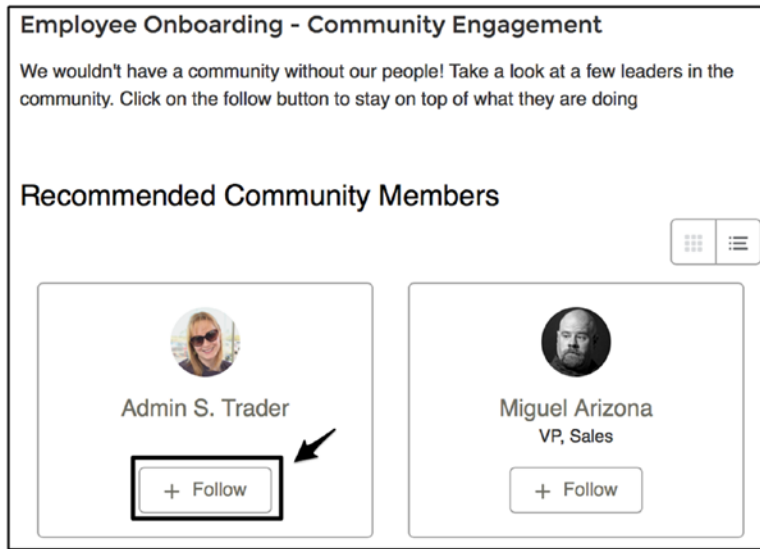 Employee Onboarding - Community Engagement
We wouldn't have a community without our people! Take a look at a few leaders in the
community. Click on the follow button to stay on top of what they are doing
Recommended Community Members
Admin S. Trader
+ Follow
Miguel Arizona
VP, Sales
+ Follow